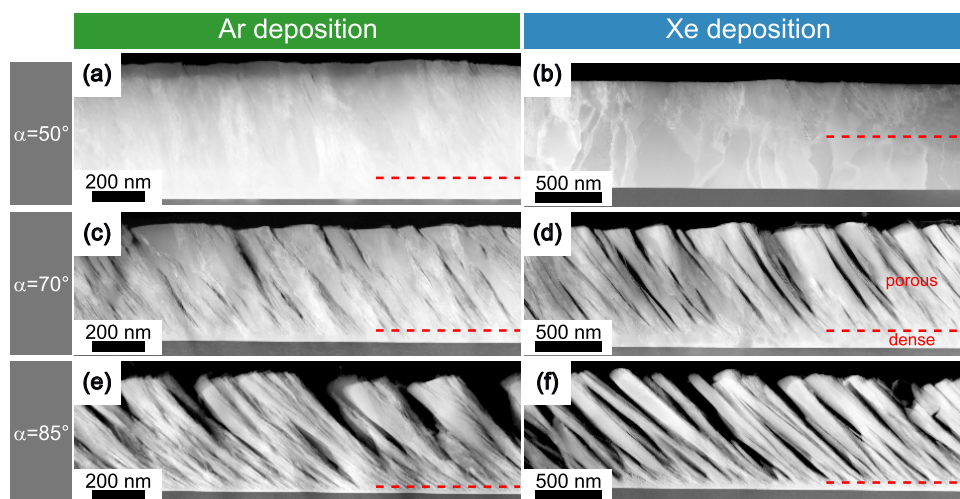 Ar deposition
Xe deposition
α=50°
(a)
200 nm
(b)
500 nm
α=70°
(c)
200 nm
(d)
porous
dense
500 nm
α=85°
(e)
200 nm
(f)
500 nm